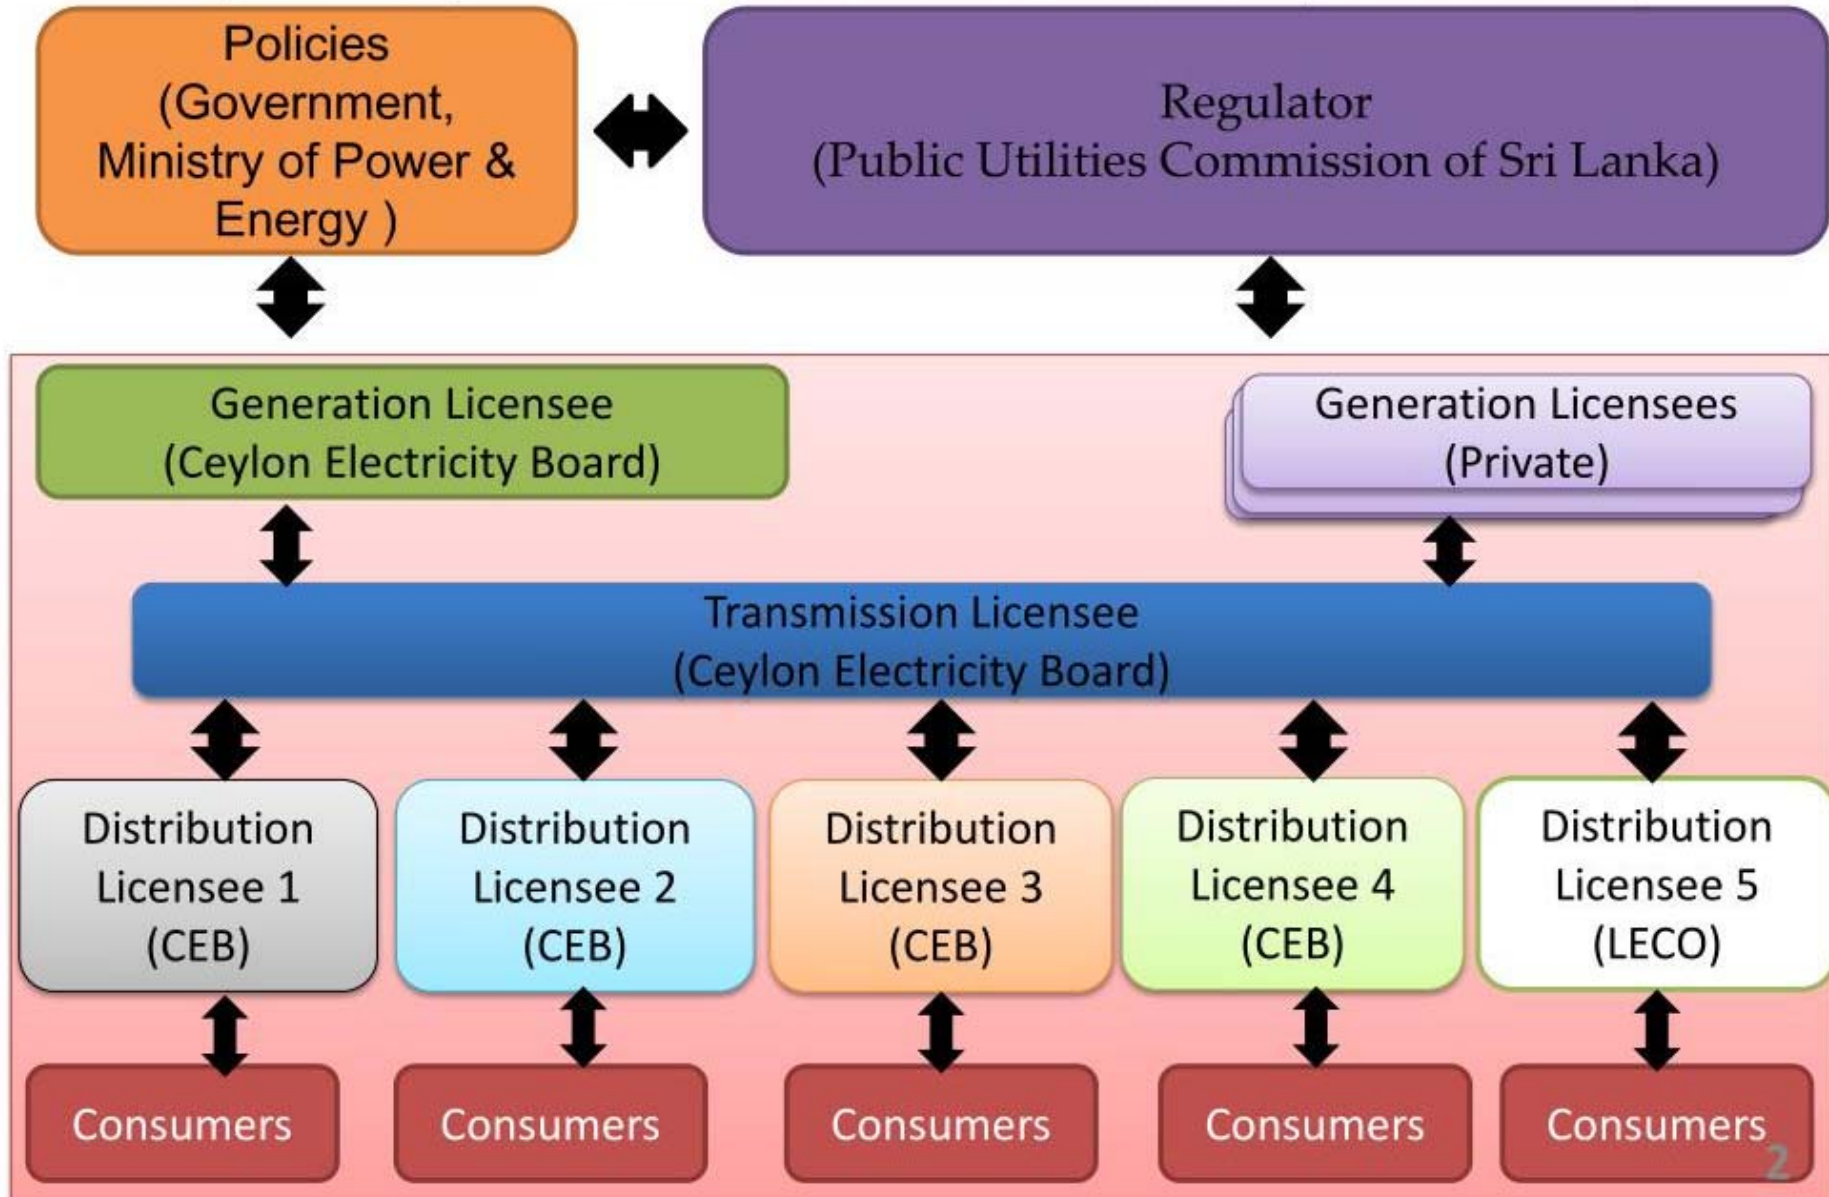 Policies
(Government,
Ministry of Power &
Energy )
Regulator
(Public Utilities Commission of Sri Lanka)
Generation Licensee
(Ceylon Electricity Board)
Generation Licensees
(Private)
Transmission Licensee
(Ceylon Electricity Board)
Distribution
Licensee 1
(CEB)
Distribution
Licensee 2
(CEB)
Distribution
Licensee 3
(CEB)
Distribution
Licensee 4
(CEB)
Distribution
Licensee 5
(LECO)
Consumers
Consumers
Consumers
Consumers
Consumers
2